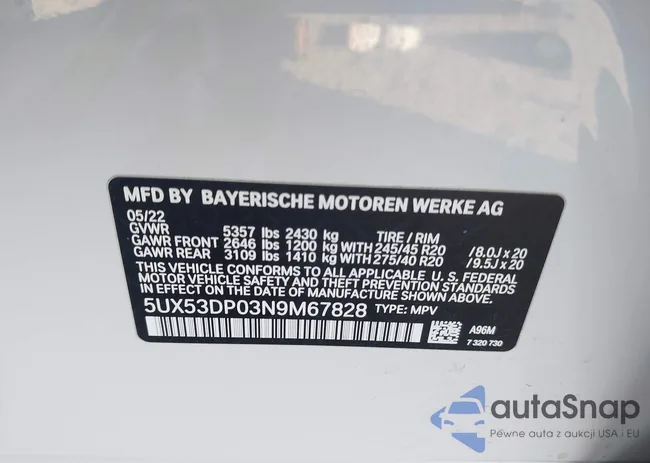 MFD BY BAYERISCHE MOTOREN WERKE AG
05/22
GVWR 5357 lbs 2430 kg TIRE / RIM
GAWR FRONT 2646 lbs 1200 kg WITH 245/45 R20 / 8.0J x 20
GAWR REAR 3109 lbs 1410 kg WITH 275/40 R20 / 9.5J x 20
THIS VEHICLE CONFORMS TO ALL APPLICABLE U. S. FEDERAL
MOTOR VEHICLE SAFETY AND THEFT PREVENTION STANDARDS
IN EFFECT ON THE DATE OF MANUFACTURE SHOWN ABOVE.
5UX53DP03N9M67828 TYPE: MPV
A96M
7 320 730
autaSnap
Pewne auta z aukcji USA i EU